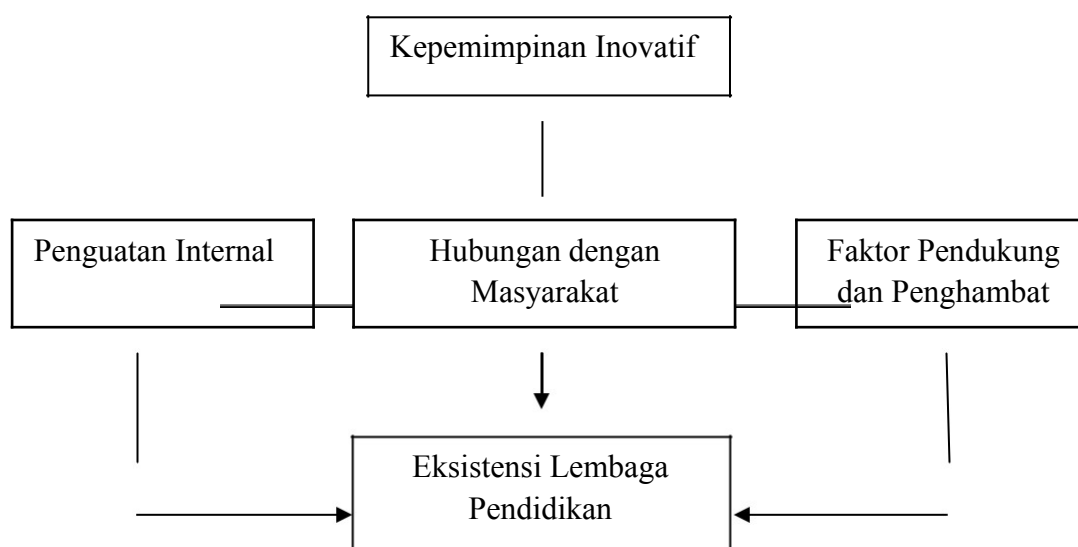 Kepemimpinan Inovatif
Penguatan Internal
Hubungan dengan
Masyarakat
Faktor Pendukung
dan Penghambat
Eksistensi Lembaga
Pendidikan